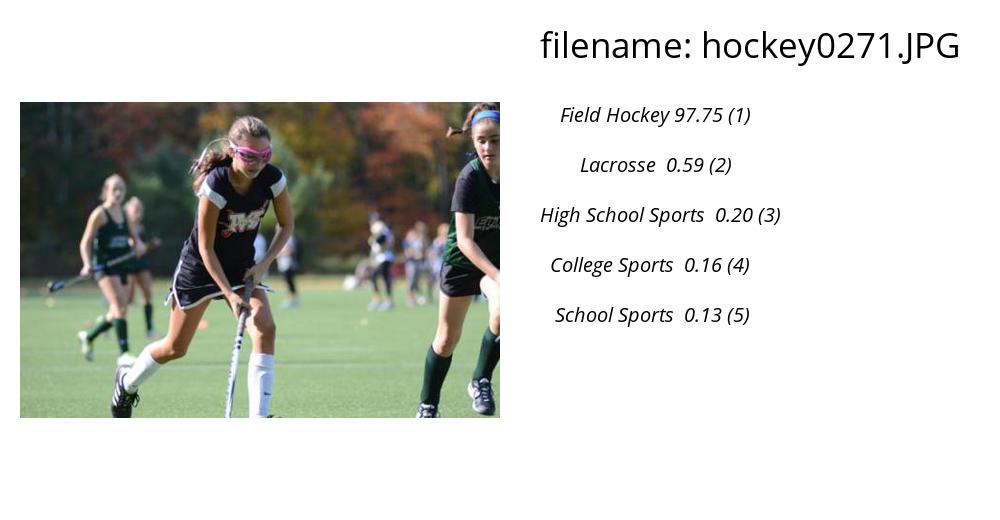 filename: hockey0271.JPG
Field Hockey 97.75 (1)
Lacrosse 0.59 (2)
High School Sports 0.20 (3)
College Sports 0.16 (4)
School Sports 0.13 (5)